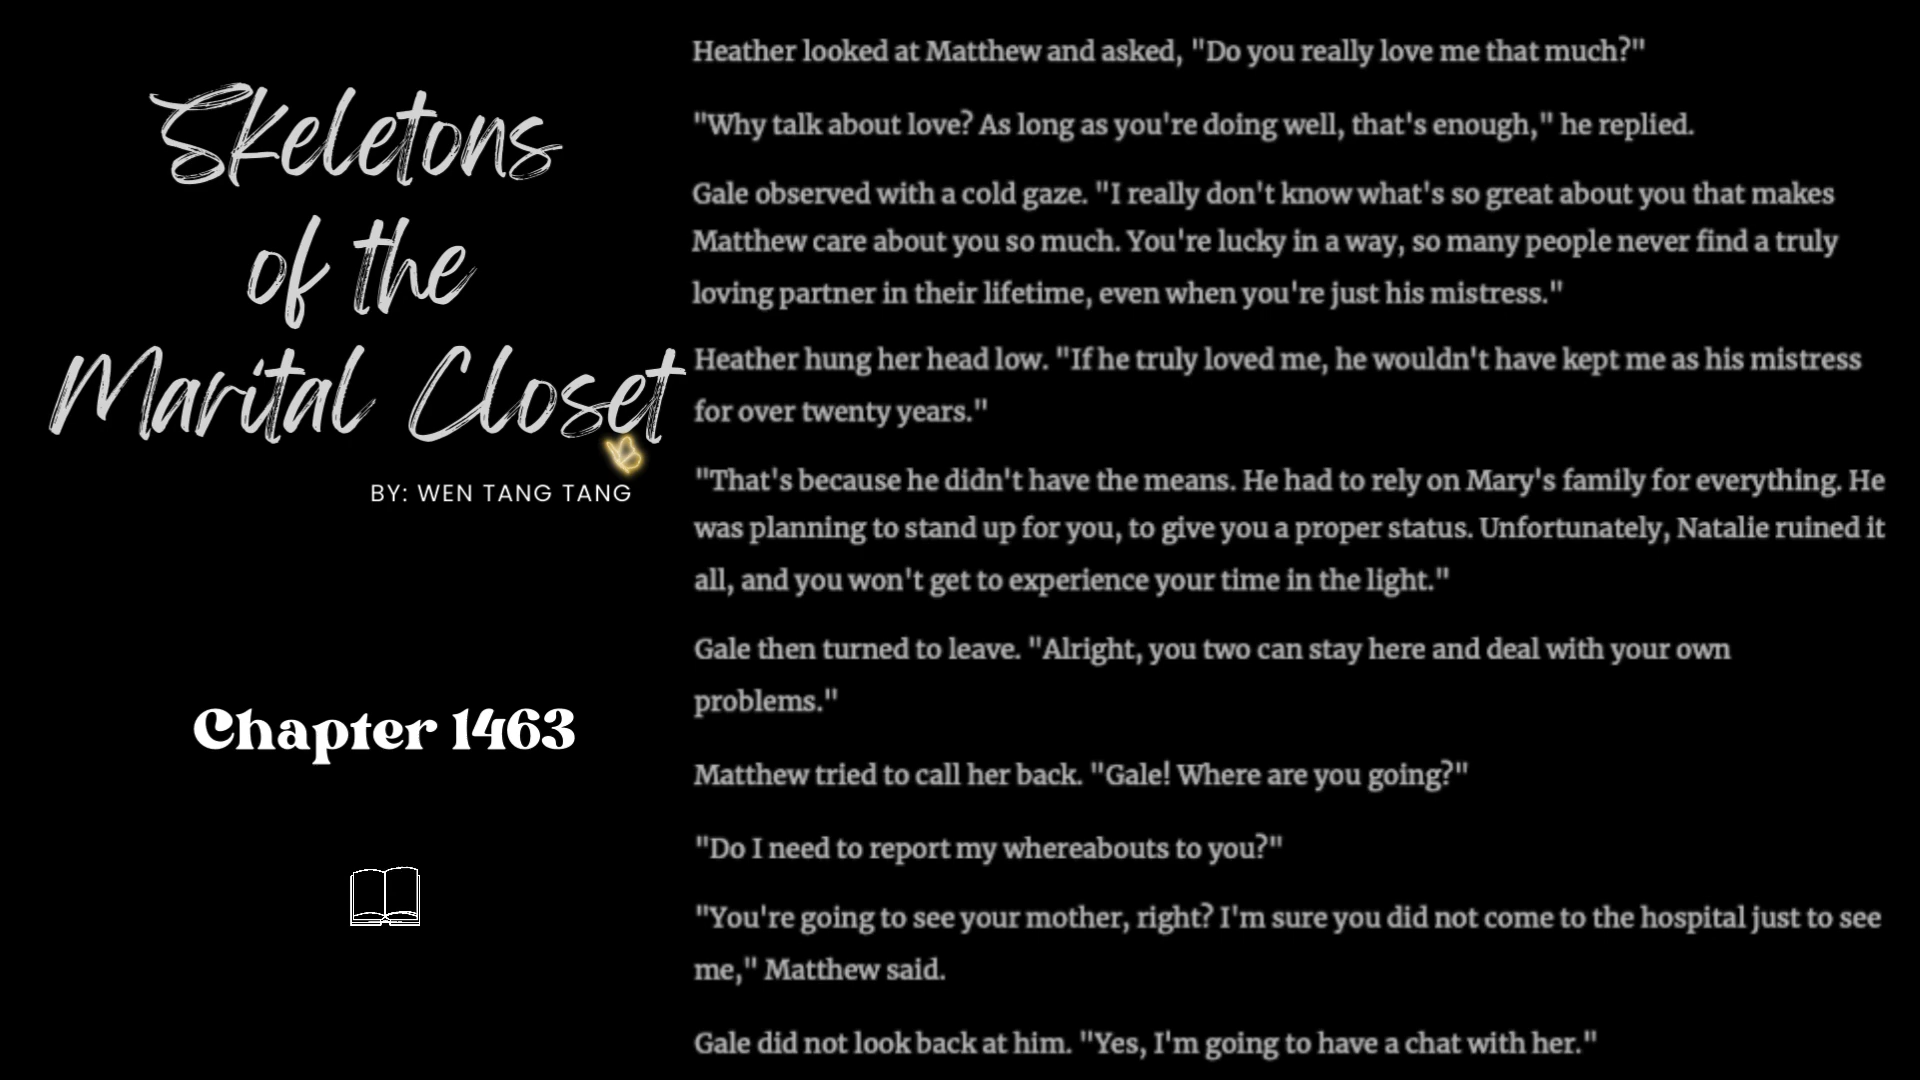 Skeletons
of the
Marital Closet
BY: WEN TANG TANG
Chapter 1463
Heather looked at Matthew and asked, "Do you really love me that much?"
"Why talk about love? As long as you're doing well, that's enough," he replied.
Gale observed with a cold gaze. "I really don't know what's so great about you that makes
Matthew care about you so much. You're lucky in a way, so many people never find a truly
loving partner in their lifetime, even when you're just his mistress."
Heather hung her head low. "If he truly loved me, he wouldn't have kept me as his mistress
for over twenty years."
"That's because he didn't have the means. He had to rely on Mary's family for everything. He
was planning to stand up for you, to give you a proper status. Unfortunately, Natalie ruined it
all, and you won't get to experience your time in the light."
Gale then turned to leave. "Alright, you two can stay here and deal with your own
problems."
Matthew tried to call her back. "Gale! Where are you going?"
"Do I need to report my whereabouts to you?"
"You're going to see your mother, right? I'm sure you did not come to the hospital just to see
me," Matthew said.
Gale did not look back at him. "Yes, I'm going to have a chat with her."